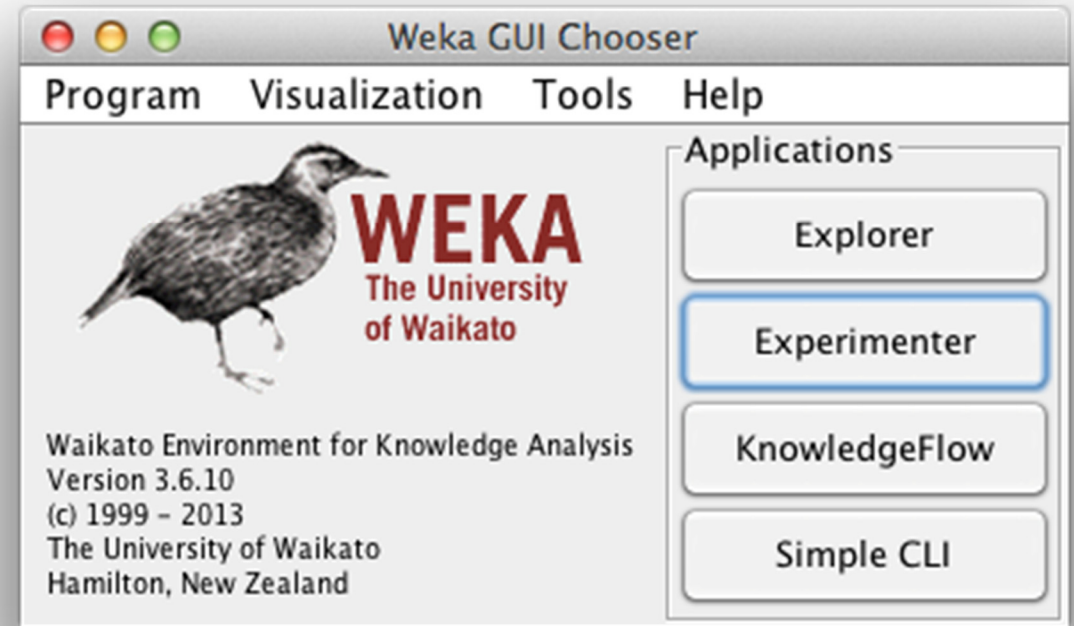 Weka GUI Chooser
Program Visualization Tools Help
WEKA
The University
of Waikato
Waikato Environment for Knowledge Analysis
Version 3.6.10
(c) 1999 - 2013
The University of Waikato
Hamilton, New Zealand
Applications
Explorer
Experimenter
KnowledgeFlow
Simple CLI